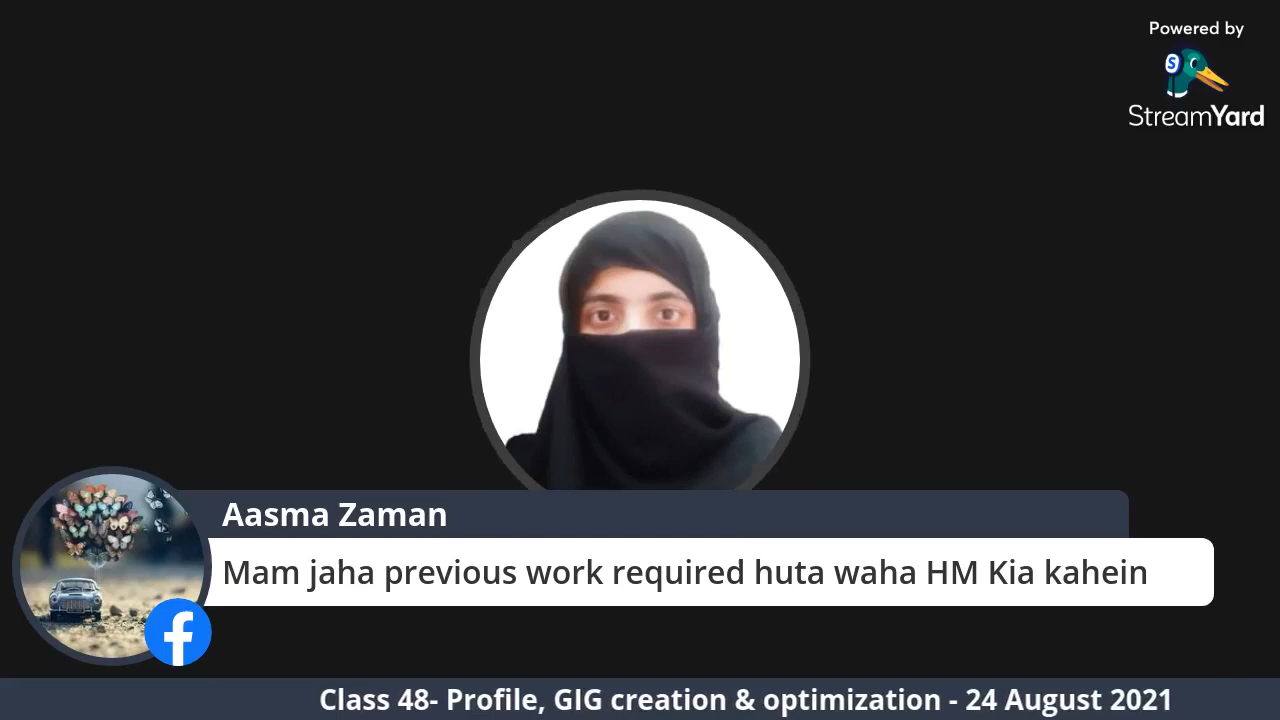 Powered by
S
StreamYard
Aasma Zaman
Mam jaha previous work required huta waha HM Kia kahein
Class 48- Profile, GIG creation & optimization - 24 August 2021